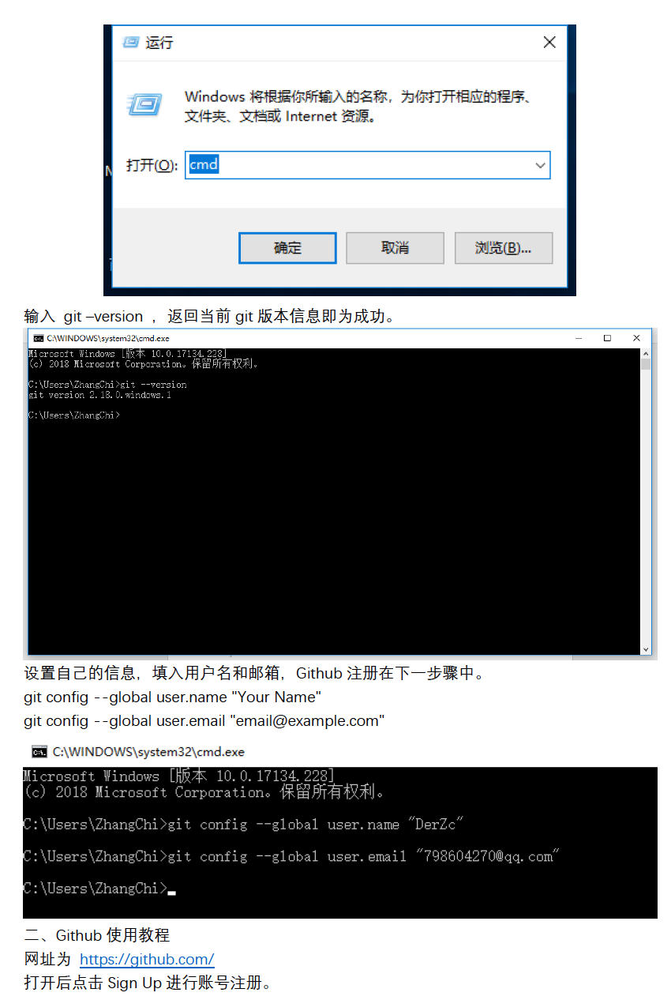 运行
Windows 将根据你所输入的名称，为你打开相应的程序、
文件夹、文档或 Internet 资源。
打开(O):
cmd
确定
取消
浏览(B)...
输入 git –version ，返回当前 git 版本信息即为成功。
C:\WINDOWS\system32\cmd.exe
Microsoft Windows [版本 10.0.17134.228]
(c) 2018 Microsoft Corporation。保留所有权利。
C:\Users\ZhangChi>git --version
git version 2.18.0.windows.1
C:\Users\ZhangChi>
设置自己的信息，填入用户名和邮箱，Github 注册在下一步骤中。
git config --global user.name "Your Name"
git config --global user.email "email@example.com"
C:\WINDOWS\system32\cmd.exe
Microsoft Windows [版本 10.0.17134.228]
(c) 2018 Microsoft Corporation。保留所有权利。
C:\Users\ZhangChi>git config --global user.name "DerZc"
C:\Users\ZhangChi>git config --global user.email "798604270@qq.com"
C:\Users\ZhangChi>
二、Github 使用教程
网址为 https://github.com/
打开后点击 Sign Up 进行账号注册。